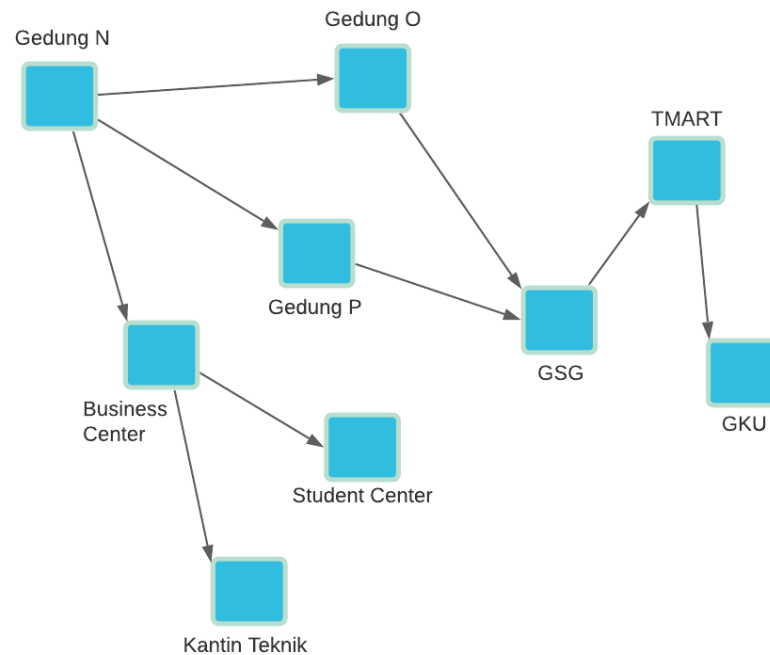 Gedung N
Gedung O
TMART
Gedung P
GSG
Business
Center
GKU
Student Center
Kantin Teknik